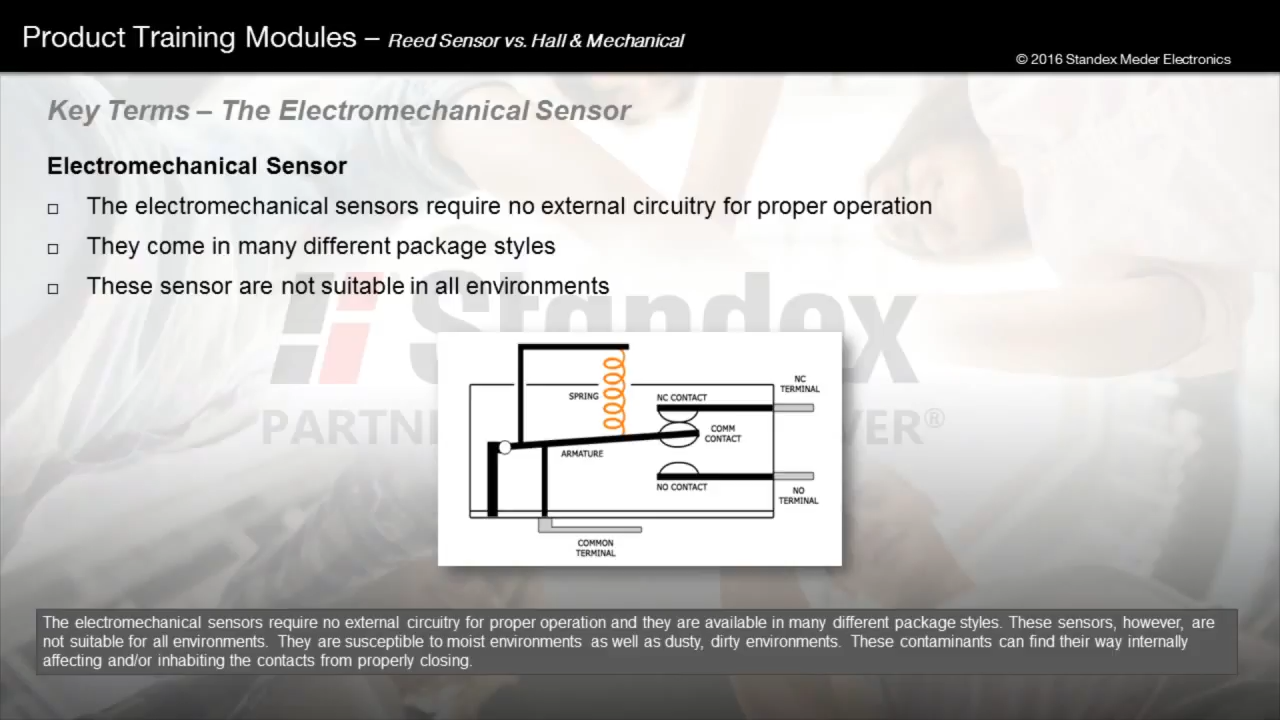 Product Training Modules – Reed Sensor vs. Hall & Mechanical
© 2016 Standex Meder Electronics
Key Terms – The Electromechanical Sensor
Electromechanical Sensor
□ The electromechanical sensors require no external circuitry for proper operation
□ They come in many different package styles
□ These sensor are not suitable in all environments
Standex
PARTNE
VER®
SPRING
NC CONTACT
NC
TERMINAL
COMM
CONTACT
ARMATURE
NO CONTACT
NO
TERMINAL
COMMON
TERMINAL
The electromechanical sensors require no external circuitry for proper operation and they are available in many different package styles. These sensors, however, are
not suitable for all environments. They are susceptible to moist environments as well as dusty, dirty environments. These contaminants can find their way internally
affecting and/or inhabiting the contacts from properly closing.